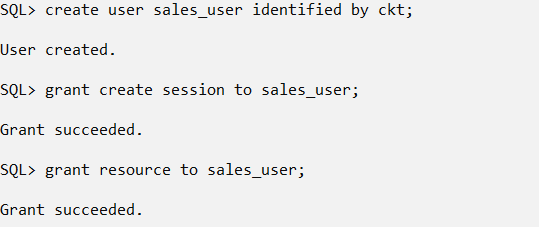 SQL> create user sales_user identified by ckt;
User created.
SQL> grant create session to sales_user;
Grant succeeded.
SQL> grant resource to sales_user;
Grant succeeded.